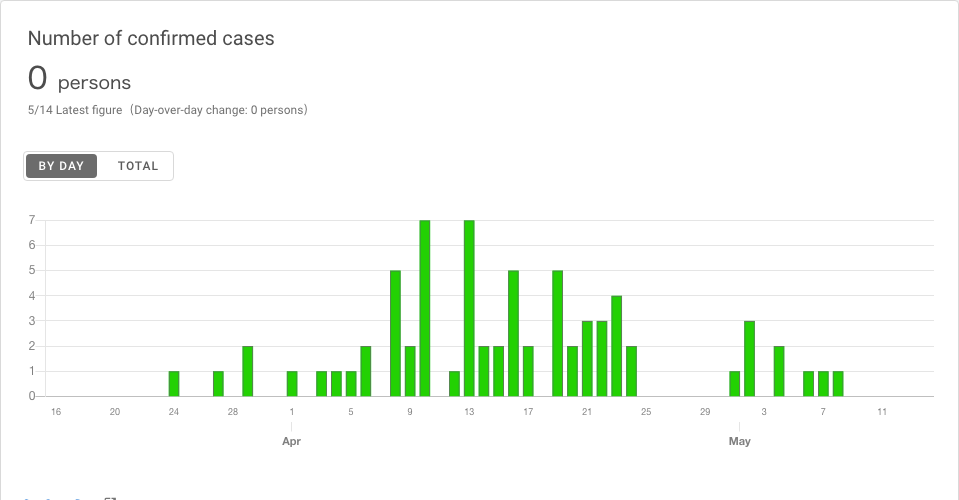 Number of confirmed cases
0 persons
5/14 Latest figure (Day-over-day change: 0 persons)
BY DAY TOTAL
7
6
5
4
3
2
1
0
16 20 24 28 1 5 9 13 17 21 25 29 3 7 11
Apr May